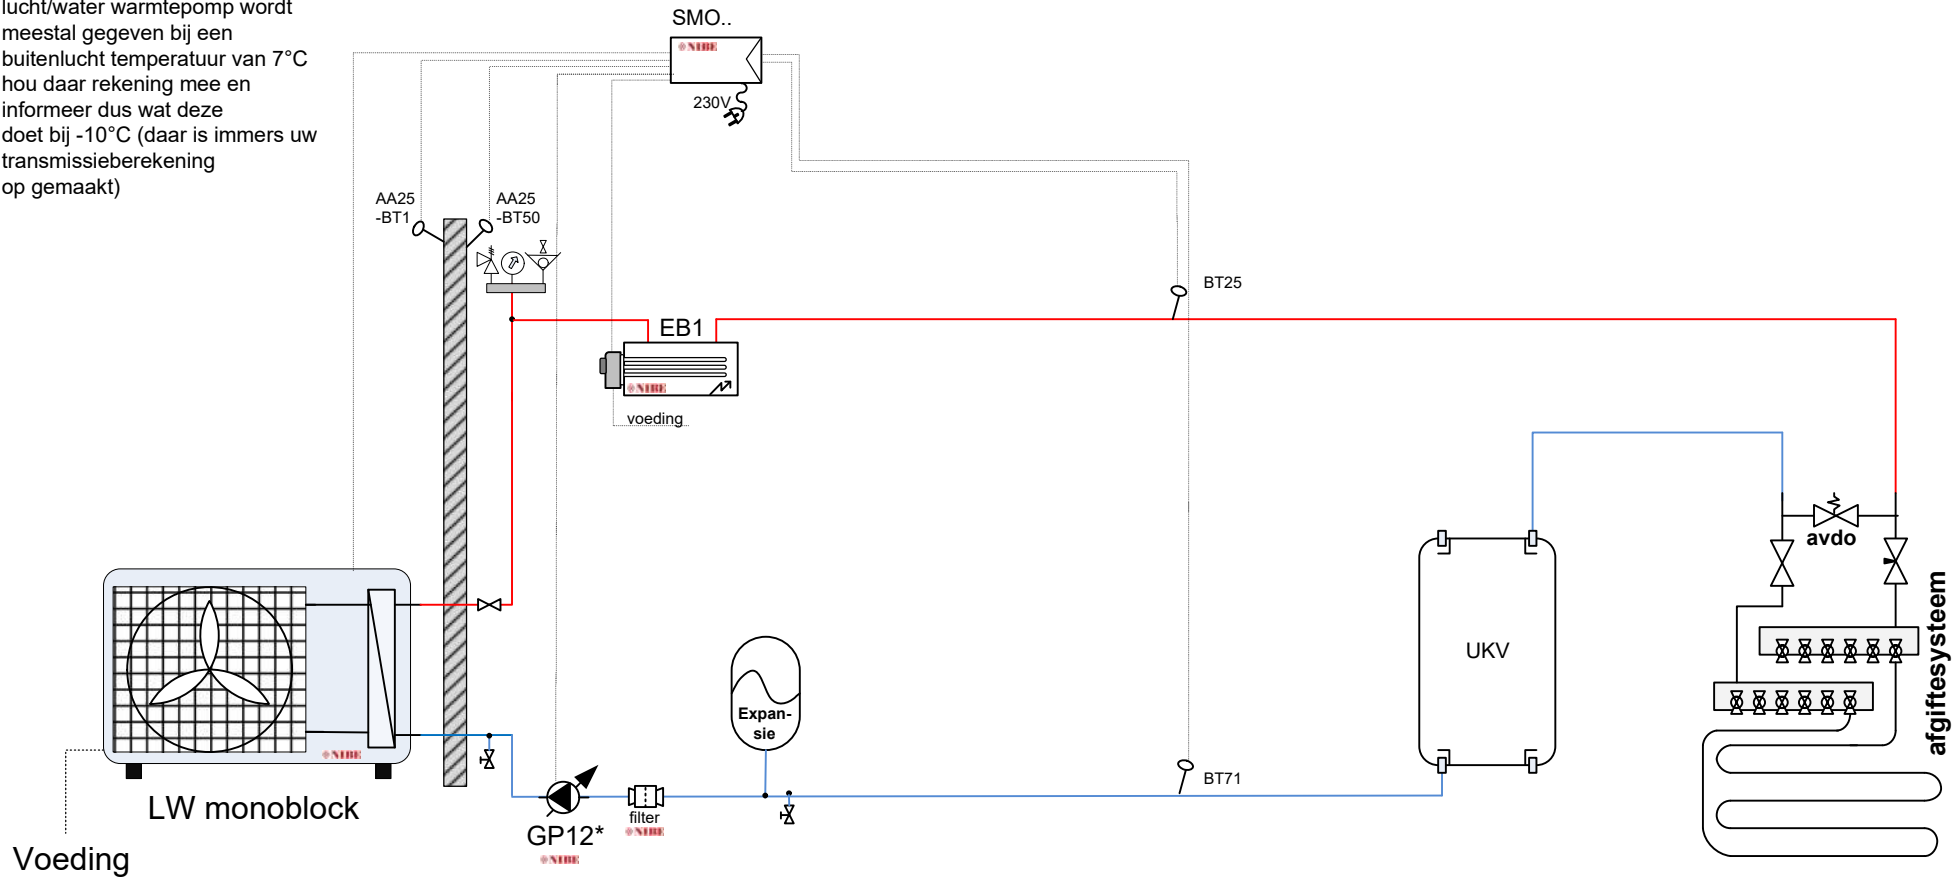 lucht/water warmtepomp wordt
meestal gegeven bij een
buitenlucht temperatuur van 7°C
hou daar rekening mee en
informeer dus wat deze
doet bij -10°C (daar is immers uw
transmissieberekening
op gemaakt)
SMO..
NIBE
230V
AA25
-BT1
AA25
-BT50
BT25
EB1
NIBE
voeding
avdo
afgiftesysteem
UKV
Expan-
sie
NIBE
BT71
LW monoblock
filter
NIBE
GP12*
NIBE
Voeding